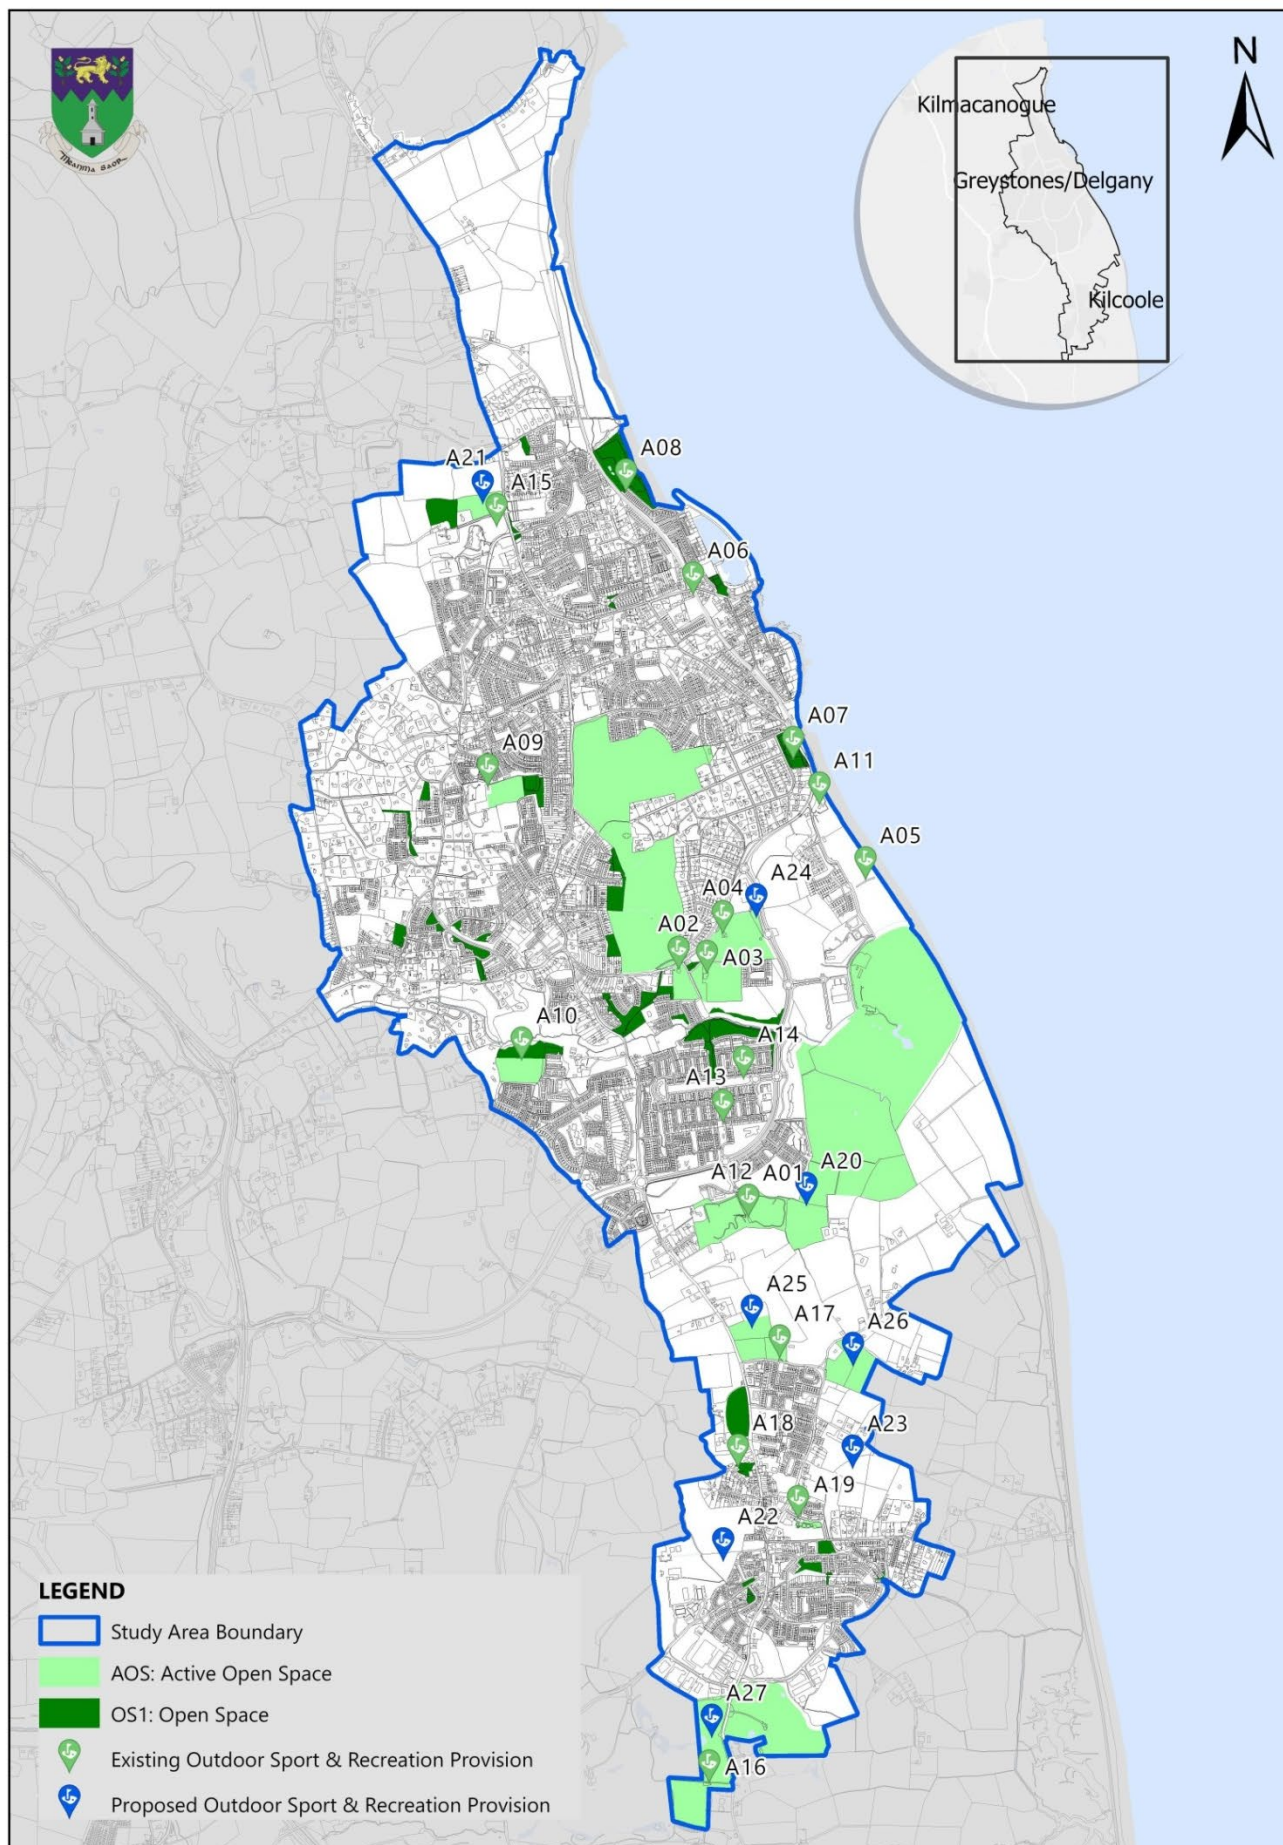 N
Meanma Saor
Kilmacanogue
Greystones/Delgany
Kilcoole
A08
A21
A15
A06
A07
A09
A11
A05
A24
A04
A02
A03
A10
A14
A13
A20
A12
A01
A25
A17
A26
A18
A23
A19
A22
A27
A16
LEGEND
Study Area Boundary
AOS: Active Open Space
OS1: Open Space
Existing Outdoor Sport & Recreation Provision
Proposed Outdoor Sport & Recreation Provision